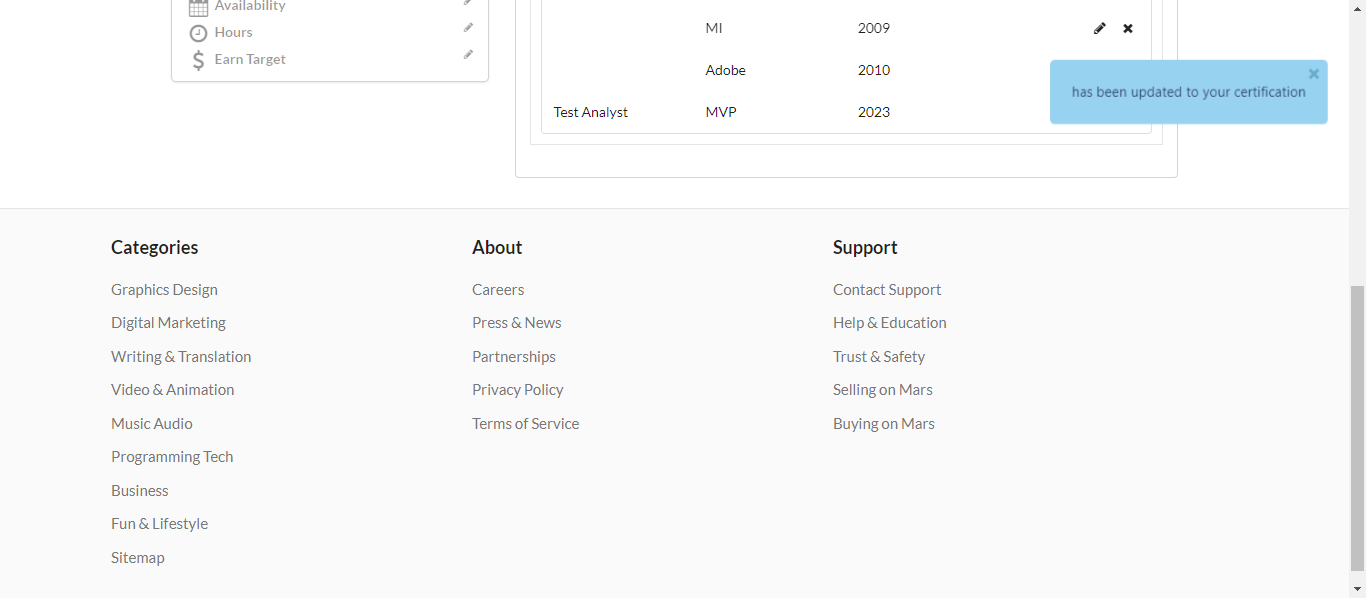 Availability
Hours
Earn Target
MI 2009
Adobe 2010
Test Analyst MVP 2023
has been updated to your certification
Categories
Graphics Design
Digital Marketing
Writing & Translation
Video & Animation
Music Audio
Programming Tech
Business
Fun & Lifestyle
Sitemap
About
Careers
Press & News
Partnerships
Privacy Policy
Terms of Service
Support
Contact Support
Help & Education
Trust & Safety
Selling on Mars
Buying on Mars